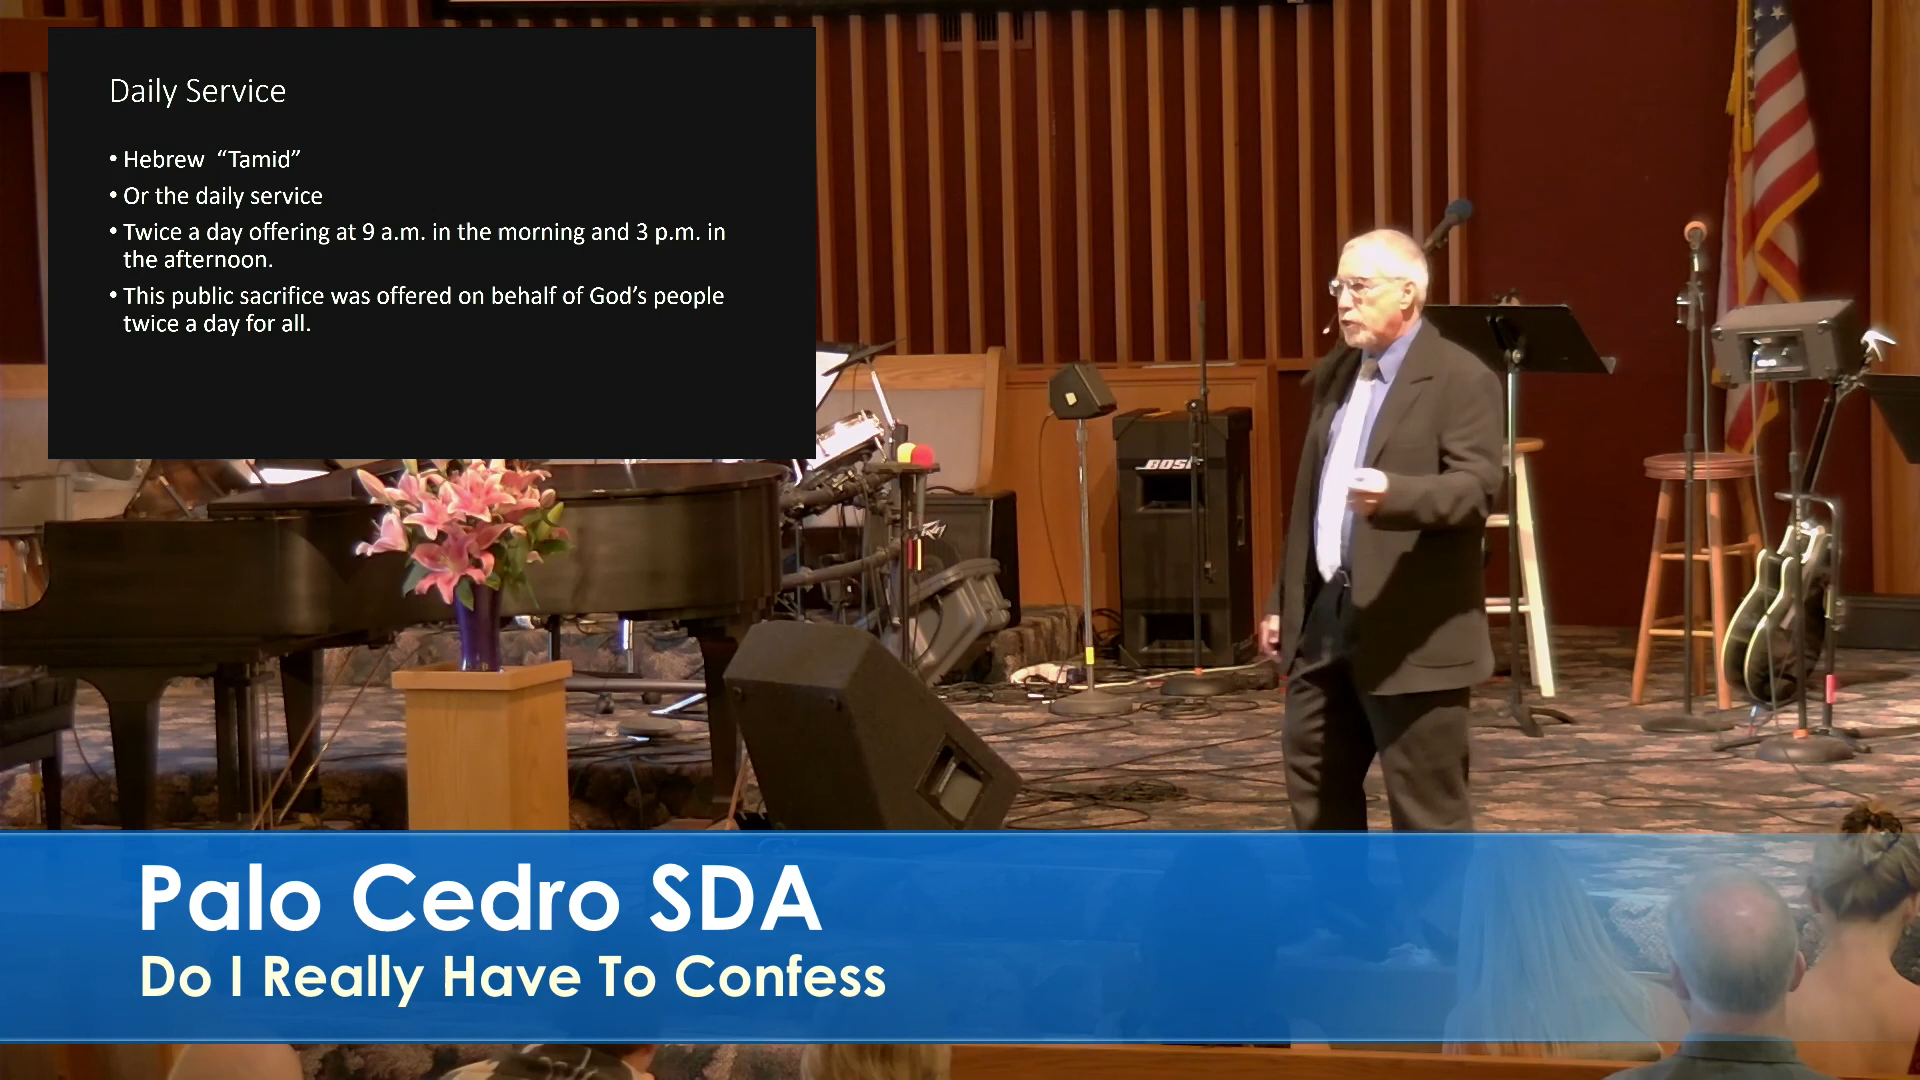 Daily Service
• Hebrew “Tamid”
• Or the daily service
• Twice a day offering at 9 a.m. in the morning and 3 p.m. in
the afternoon.
• This public sacrifice was offered on behalf of God’s people
twice a day for all.
BOSE
PEAVEY
Palo Cedro SDA
Do I Really Have To Confess